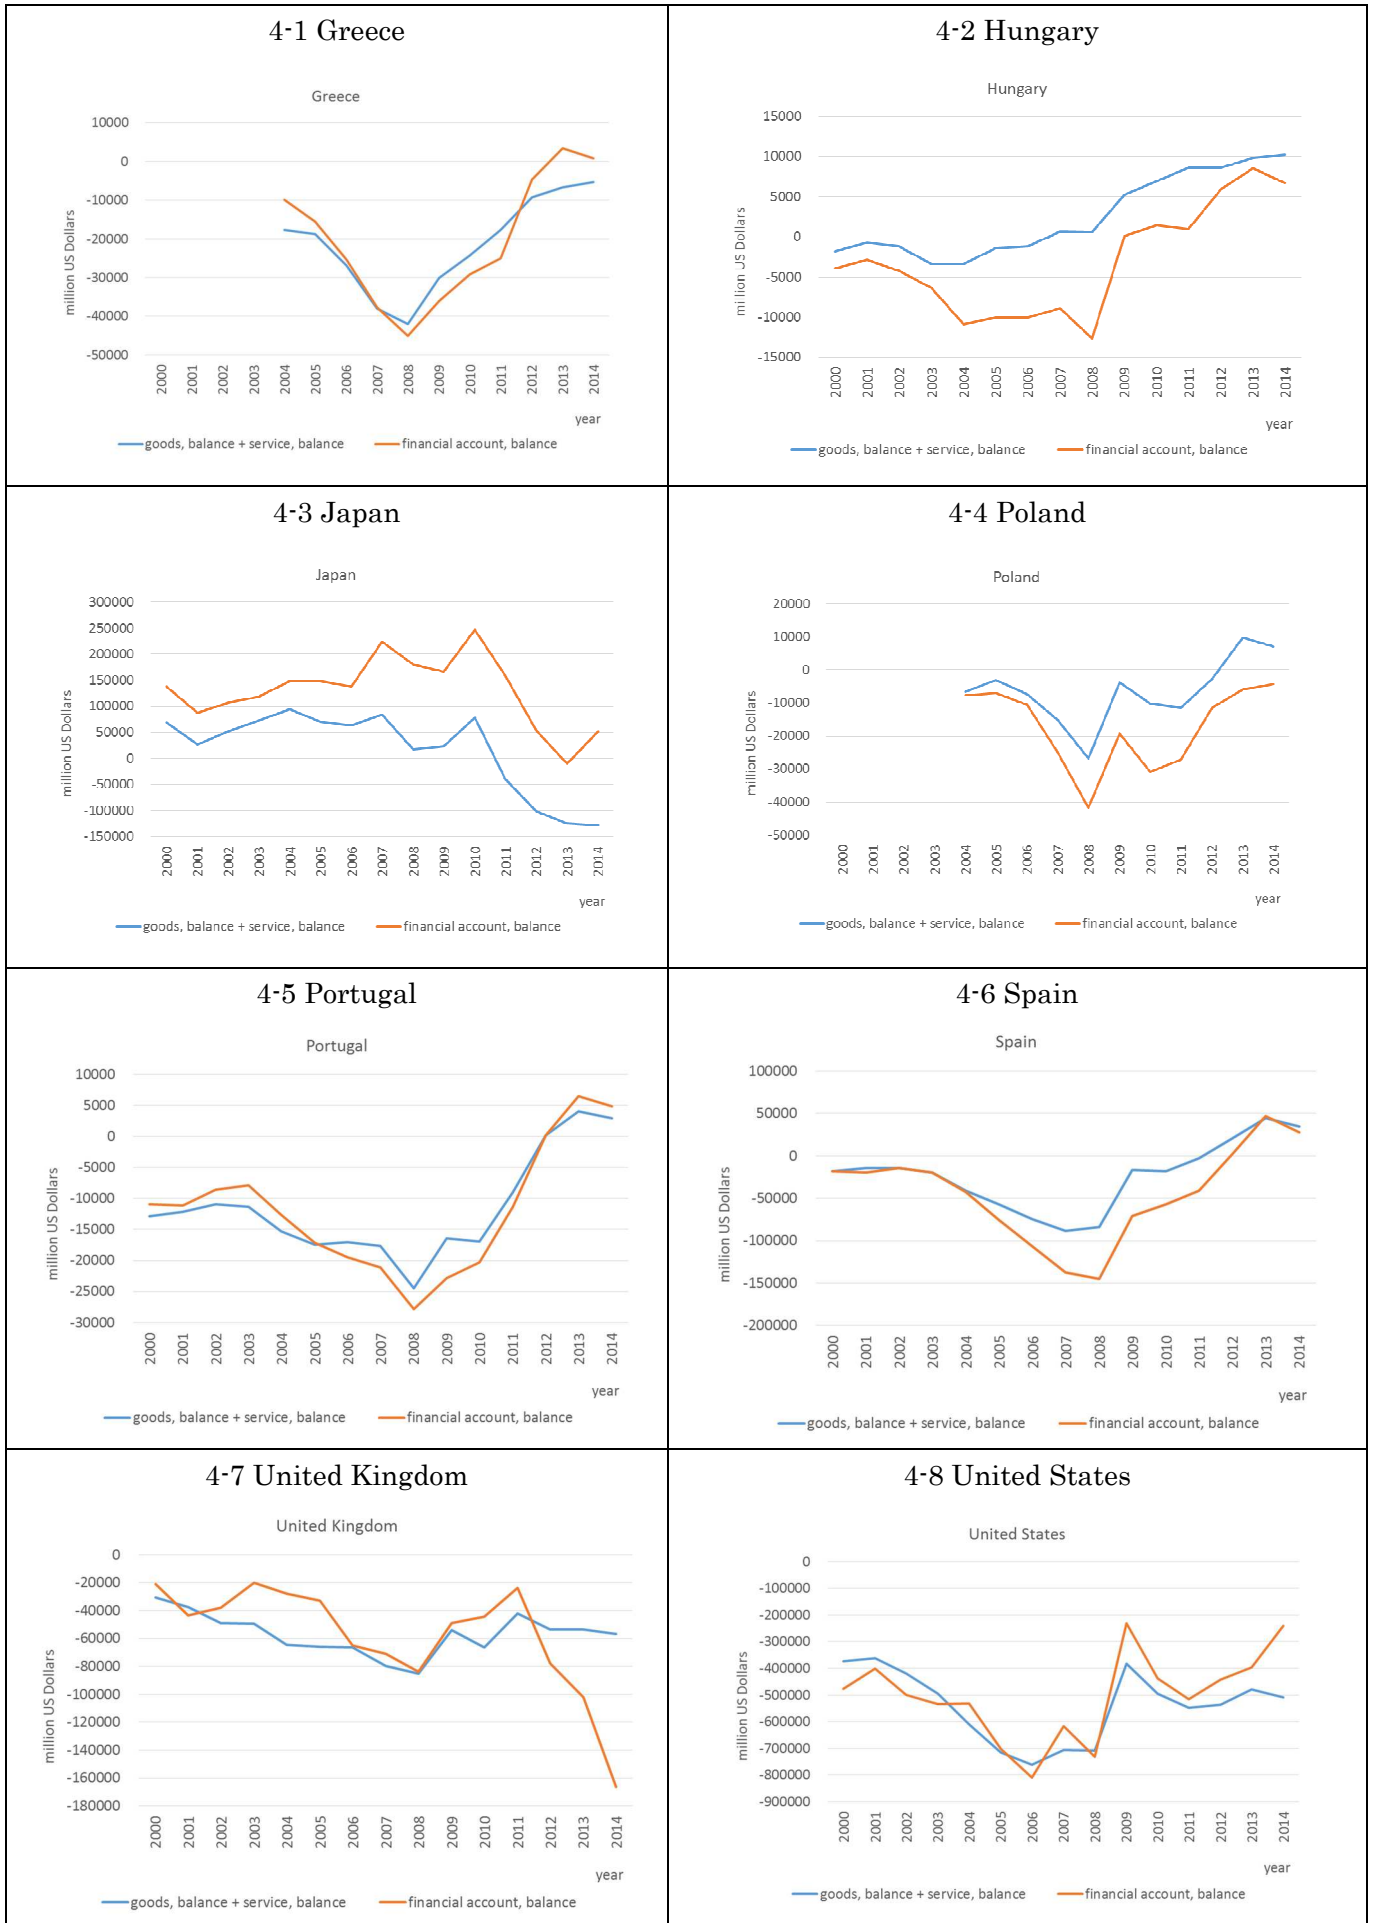 4-1 Greece
Greece
10000
0
-10000
-20000
-30000
-40000
-50000
million US Dollars
2000 2001 2002 2003 2004 2005 2006 2007 2008 2009 2010 2011 2012 2013 2014
year
goods, balance + service, balance financial account, balance
4-2 Hungary
Hungary
15000
10000
5000
0
-5000
-10000
-15000
million US Dollars
2000 2001 2002 2003 2004 2005 2006 2007 2008 2009 2010 2011 2012 2013 2014
year
goods, balance + service, balance financial account, balance
4-3 Japan
Japan
300000
250000
200000
150000
100000
50000
0
-50000
-100000
-150000
million US Dollars
2000 2001 2002 2003 2004 2005 2006 2007 2008 2009 2010 2011 2012 2013 2014
year
goods, balance + service, balance financial account, balance
4-4 Poland
Poland
20000
10000
0
-10000
-20000
-30000
-40000
-50000
million US Dollars
2000 2001 2002 2003 2004 2005 2006 2007 2008 2009 2010 2011 2012 2013 2014
year
goods, balance + service, balance financial account, balance
4-5 Portugal
Portugal
10000
5000
0
-5000
-10000
-15000
-20000
-25000
-30000
million US Dollars
2000 2001 2002 2003 2004 2005 2006 2007 2008 2009 2010 2011 2012 2013 2014
year
goods, balance + service, balance financial account, balance
4-6 Spain
Spain
100000
50000
0
-50000
-100000
-150000
-200000
million US Dollars
2000 2001 2002 2003 2004 2005 2006 2007 2008 2009 2010 2011 2012 2013 2014
year
goods, balance + service, balance financial account, balance
4-7 United Kingdom
United Kingdom
0
-20000
-40000
-60000
-80000
-100000
-120000
-140000
-160000
-180000
million US Dollars
2000 2001 2002 2003 2004 2005 2006 2007 2008 2009 2010 2011 2012 2013 2014
year
goods, balance + service, balance financial account, balance
4-8 United States
United States
0
-100000
-200000
-300000
-400000
-500000
-600000
-700000
-800000
-900000
million US Dollars
2000 2001 2002 2003 2004 2005 2006 2007 2008 2009 2010 2011 2012 2013 2014
year
goods, balance + service, balance financial account, balance